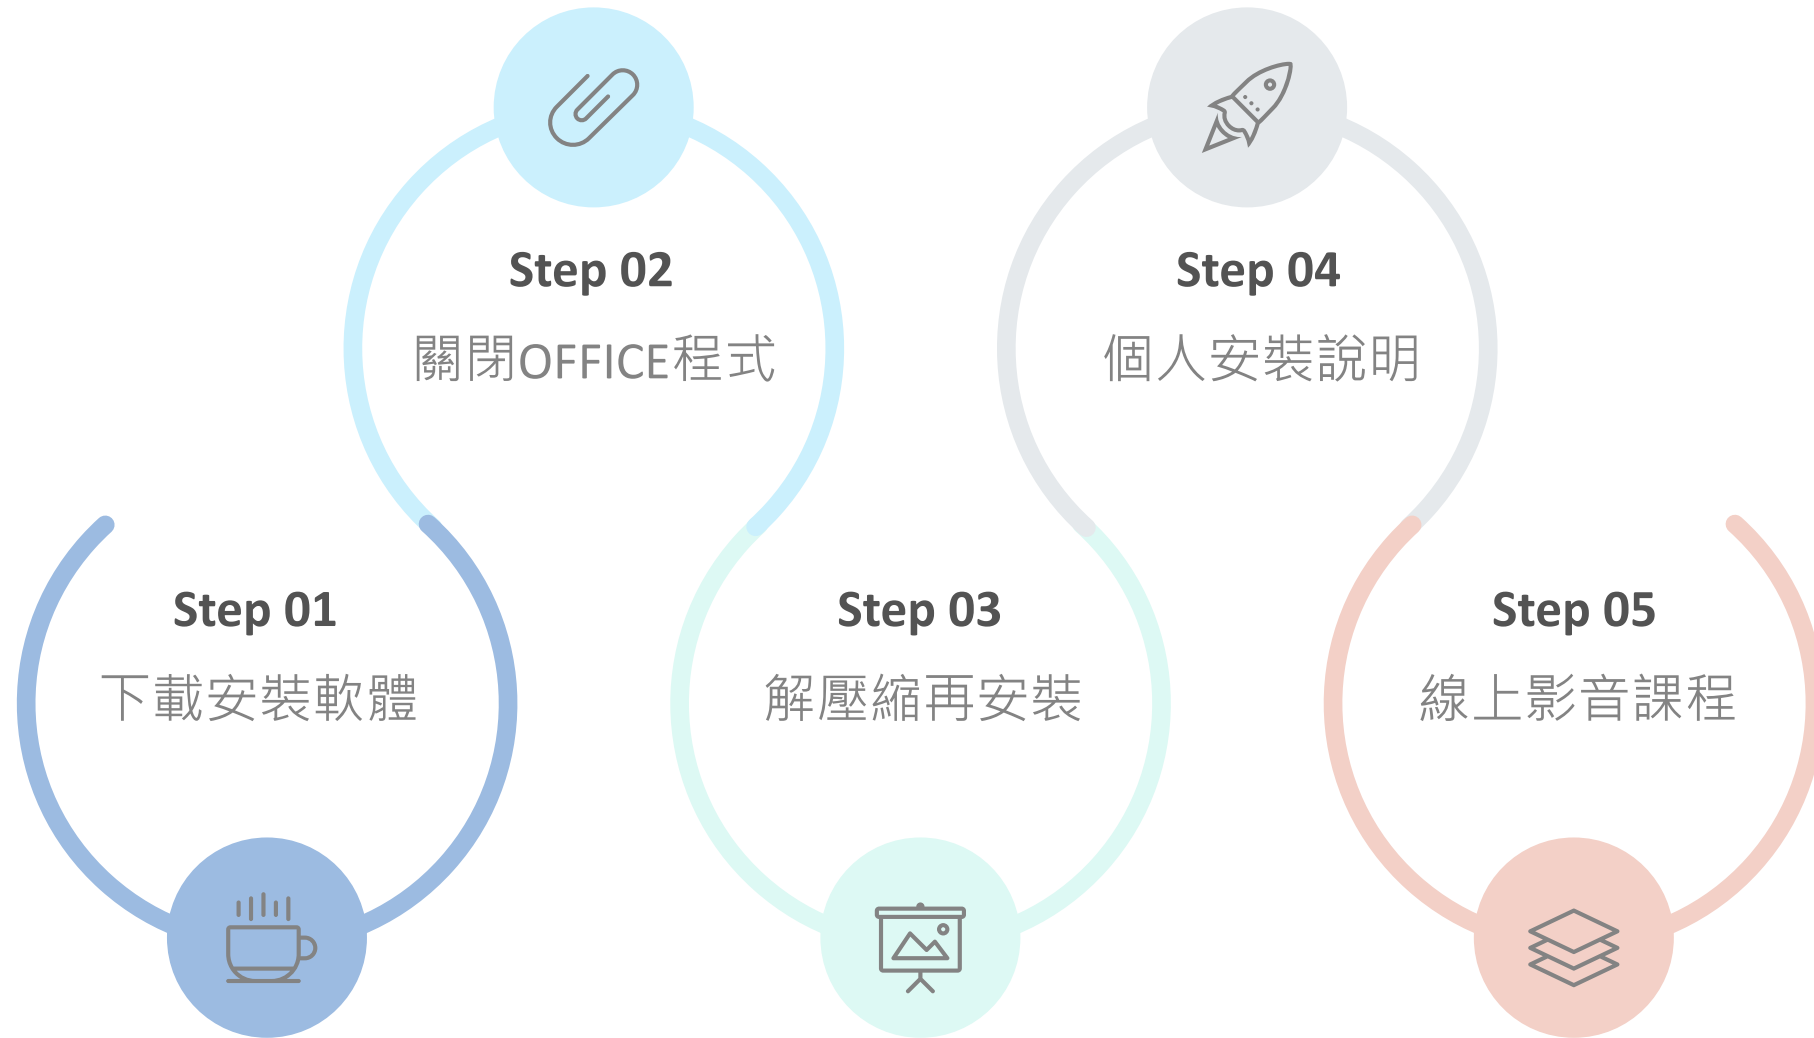 Step 01
下載安裝軟體
Step 02
關閉OFFICE程式
Step 03
解壓縮再安裝
Step 04
個人安裝說明
Step 05
線上影音課程